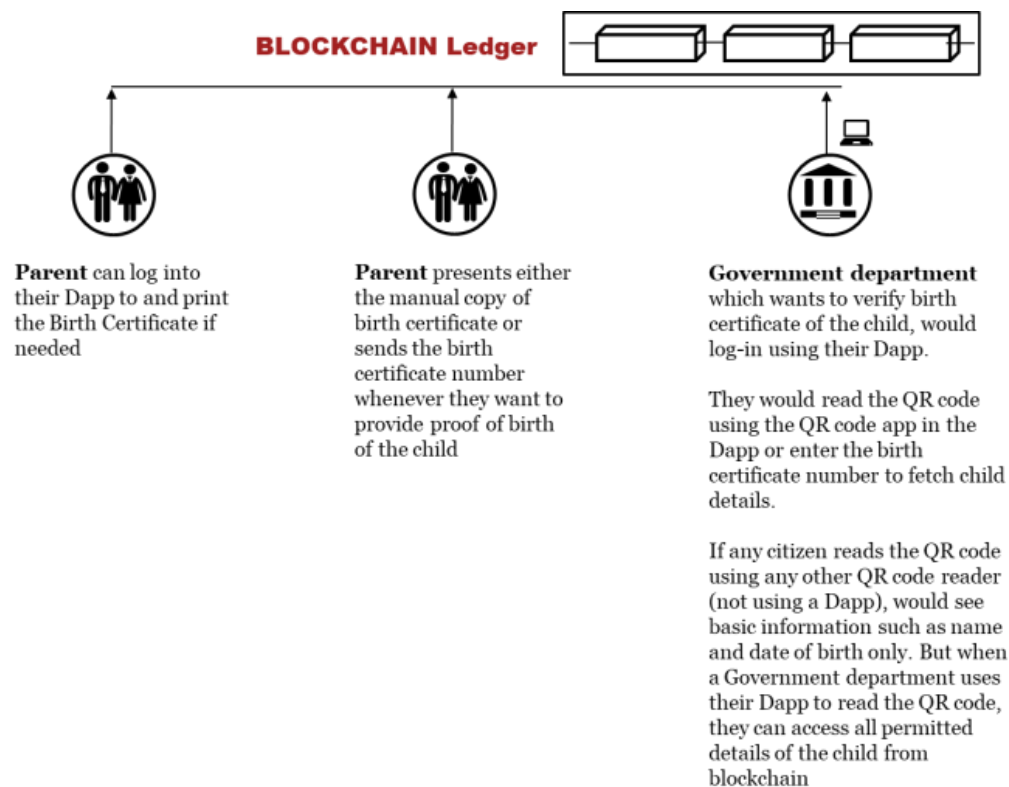 BLOCKCHAIN Ledger
Parent can log into
their Dapp to and print
the Birth Certificate if
needed
Parent presents either
the manual copy of
birth certificate or
sends the birth
certificate number
whenever they want to
provide proof of birth
of the child
Government department
which wants to verify birth
certificate of the child, would
log-in using their Dapp.
They would read the QR code
using the QR code app in the
Dapp or enter the birth
certificate number to fetch child
details.
If any citizen reads the QR code
using any other QR code reader
(not using a Dapp), would see
basic information such as name
and date of birth only. But when
a Government department uses
their Dapp to read the QR code,
they can access all permitted
details of the child from
blockchain